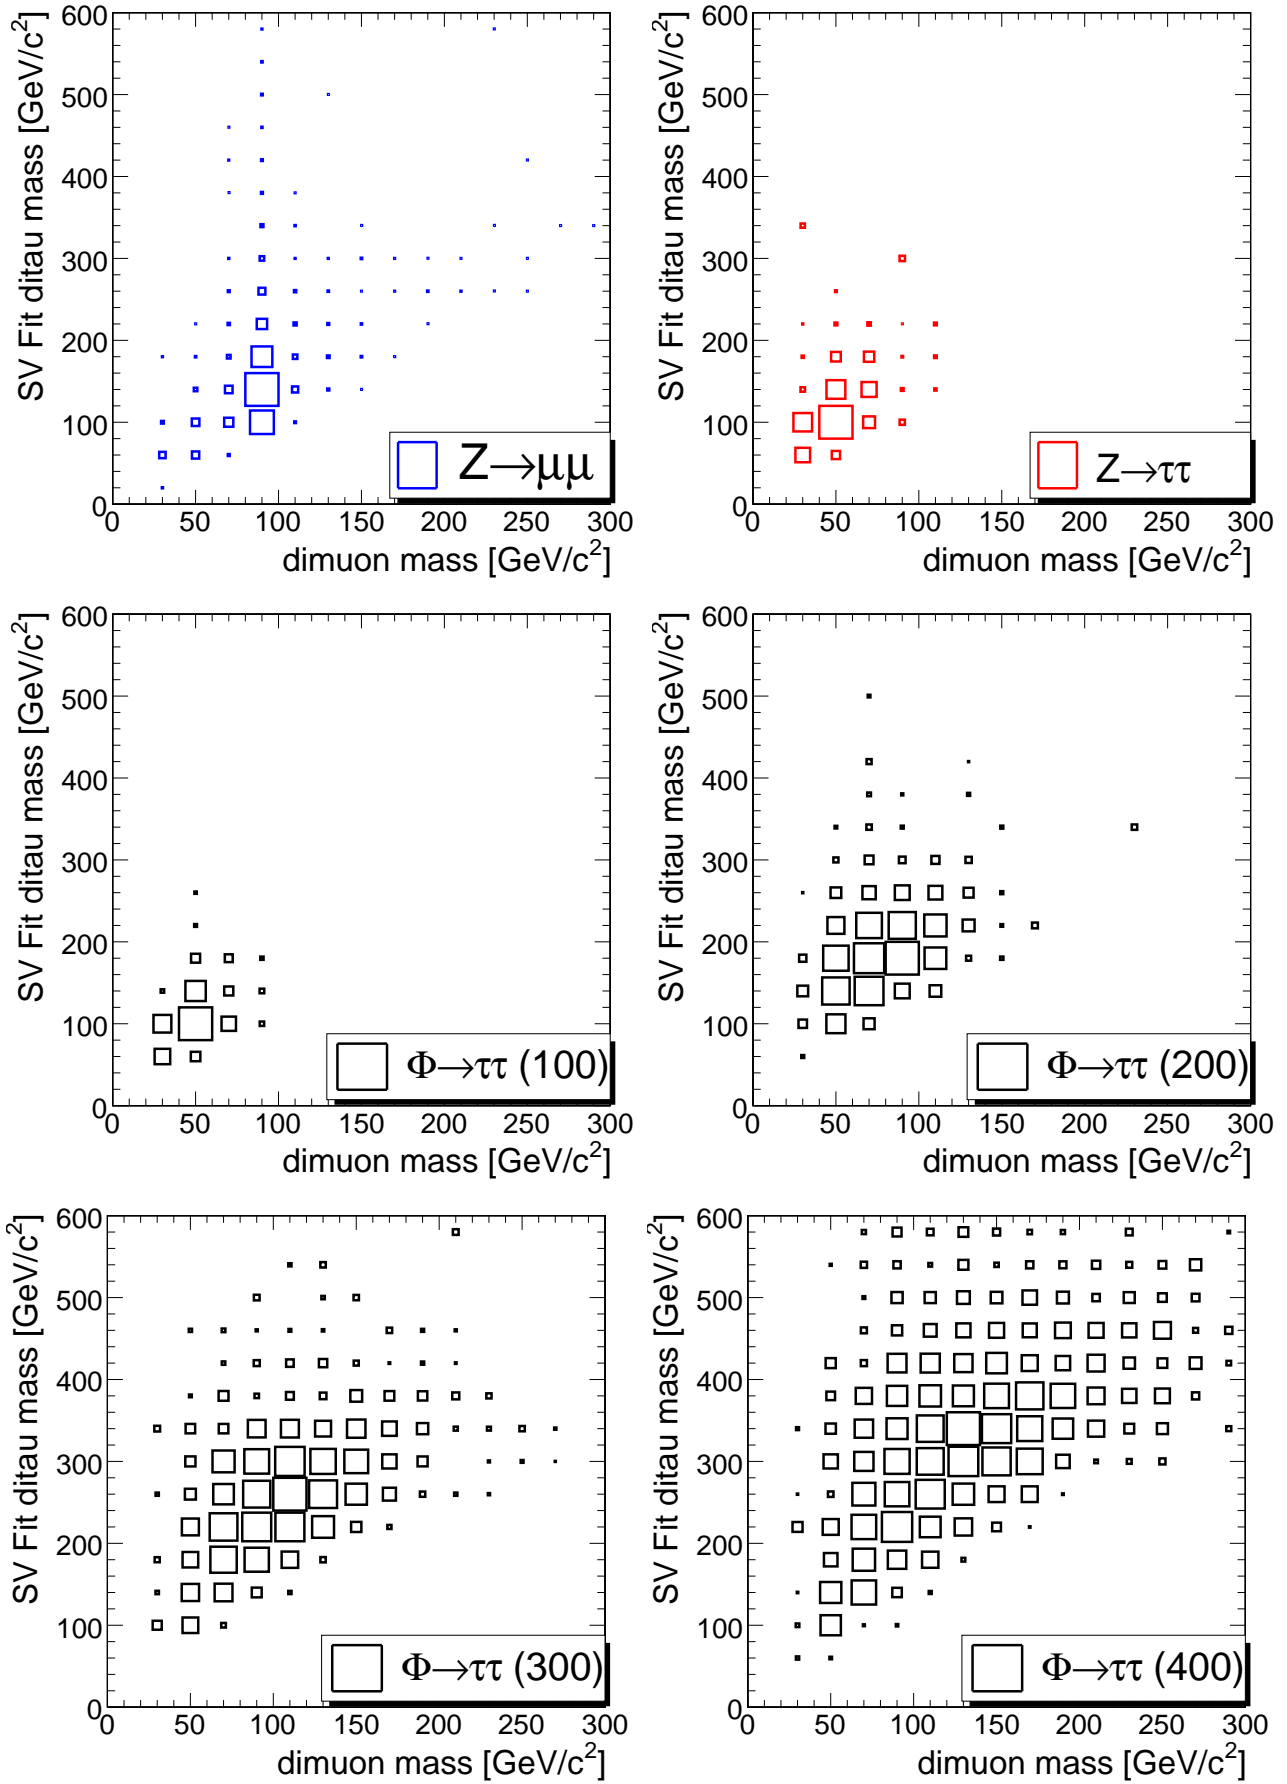 SV Fit ditau mass [GeV/c²]
600
500
400
300
200
100
0
Z→μμ
0 50 100 150 200 250 300
dimuon mass [GeV/c²]
SV Fit ditau mass [GeV/c²]
600
500
400
300
200
100
0
Z→ττ
0 50 100 150 200 250 300
dimuon mass [GeV/c²]
SV Fit ditau mass [GeV/c²]
600
500
400
300
200
100
0
Φ→ττ (100)
0 50 100 150 200 250 300
dimuon mass [GeV/c²]
SV Fit ditau mass [GeV/c²]
600
500
400
300
200
100
0
Φ→ττ (200)
0 50 100 150 200 250 300
dimuon mass [GeV/c²]
SV Fit ditau mass [GeV/c²]
600
500
400
300
200
100
0
Φ→ττ (300)
0 50 100 150 200 250 300
dimuon mass [GeV/c²]
SV Fit ditau mass [GeV/c²]
600
500
400
300
200
100
0
Φ→ττ (400)
0 50 100 150 200 250 300
dimuon mass [GeV/c²]